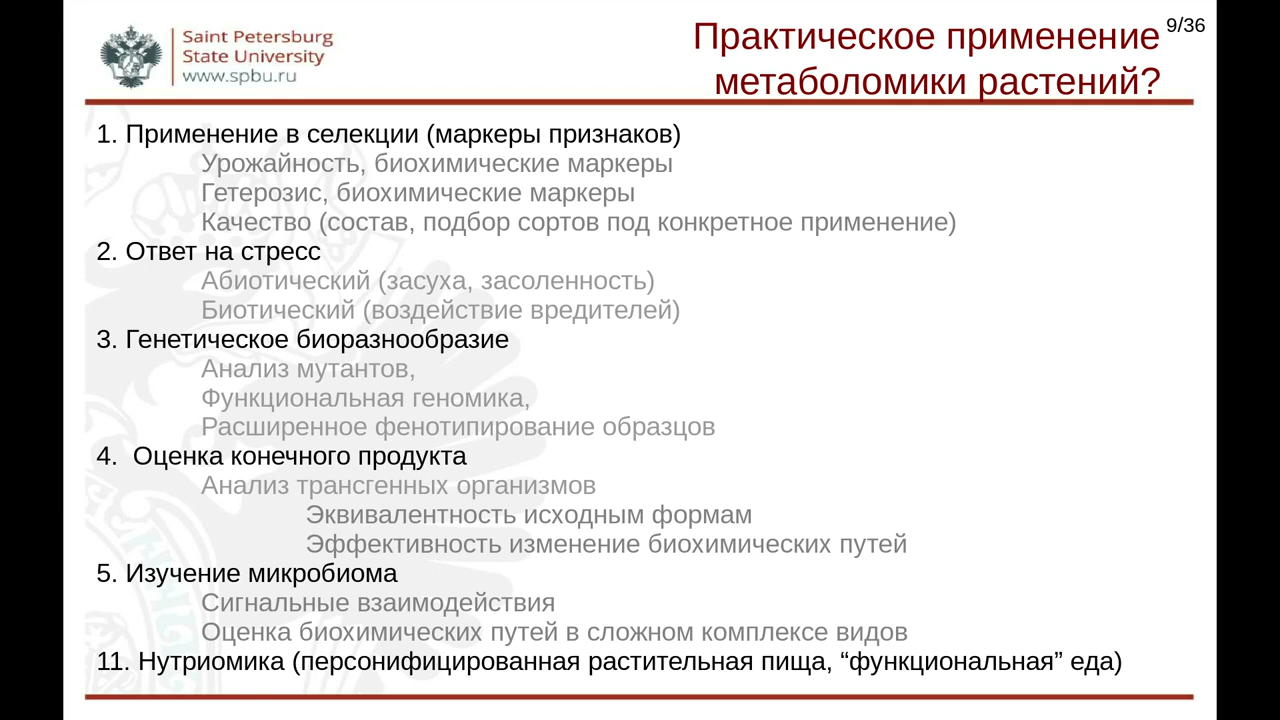 Saint Petersburg
State University
www.spbu.ru
Практическое применение
метаболомики растений?
9/36
1. Применение в селекции (маркеры признаков)
Урожайность, биохимические маркеры
Гетерозис, биохимические маркеры
Качество (состав, подбор сортов под конкретное применение)
2. Ответ на стресс
Абиотический (засуха, засоленность)
Биотический (воздействие вредителей)
3. Генетическое биоразнообразие
Анализ мутантов,
Функциональная геномика,
Расширенное фенотипирование образцов
4.  Оценка конечного продукта
Анализ трансгенных организмов
Эквивалентность исходным формам
Эффективность изменение биохимических путей
5. Изучение микробиома
Сигнальные взаимодействия
Оценка биохимических путей в сложном комплексе видов
11. Нутриомика (персонифицированная растительная пища, “функциональная” еда)